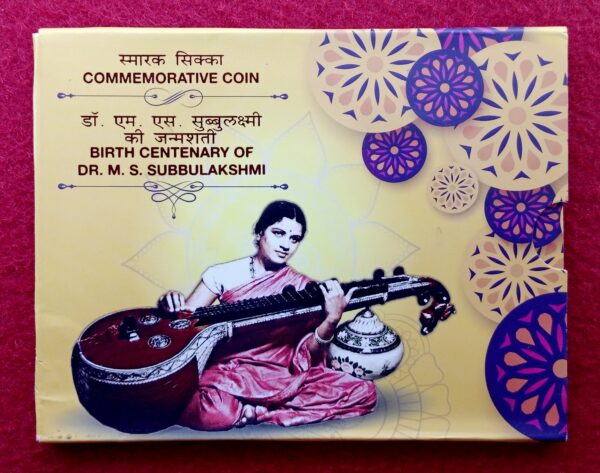 स्मारक सिक्का
COMMEMORATIVE COIN
डॉ. एम. एस. सुब्बुलक्ष्मी
की जन्मशती
BIRTH CENTENARY OF
DR. M. S. SUBBULAKSHMI